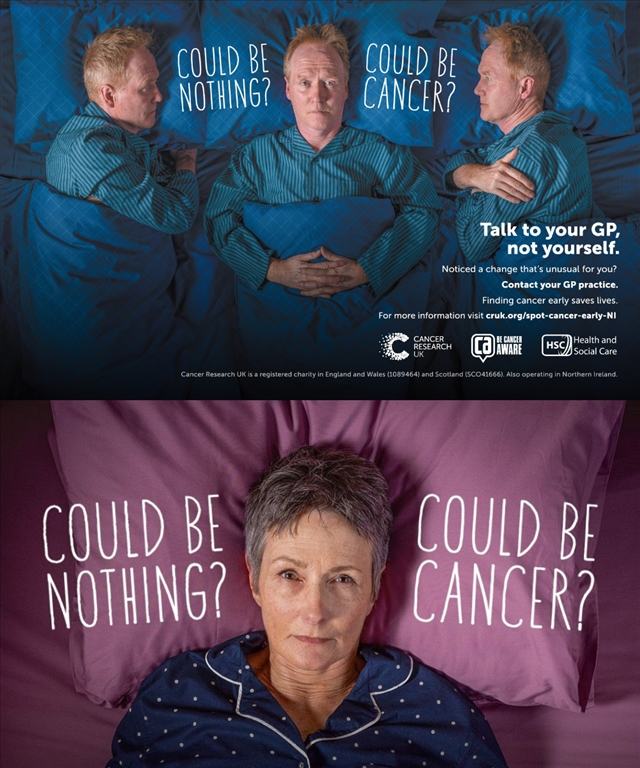 COULD BE
NOTHING?
COULD BE
CANCER?
Talk to your GP,
not yourself.
Noticed a change that's unusual for you?
Contact your GP practice.
Finding cancer early saves lives.
For more information visit cruk.org/spot-cancer-early-NI
CANCER
RESEARCH
UK
ca
BE CANCER
AWARE
HSC
Health and
Social Care
Cancer Research UK is a registered charity in England and Wales (1089464) and Scotland (SC041666). Also operating in Northern Ireland.
COULD BE
NOTHING?
COULD BE
CANCER?